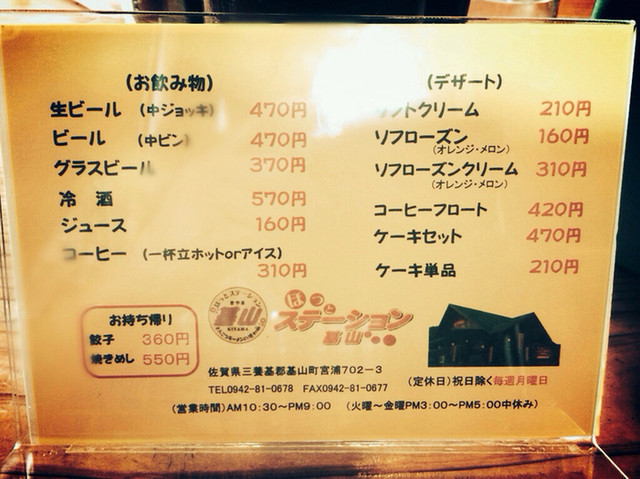 (お飲み物)
生ビール (中ジョッキ) 470円
ビール (中ビン) 470円
グラスビール 370円
冷 酒 570円
ジュース 160円
コーヒー (一杯立ホットorアイス)
310円
(デザート)
ソフトクリーム 210円
ソフローズン 160円
(オレンジ・メロン)
ソフローズンクリーム 310円
(オレンジ・メロン)
コーヒーフロート 420円
ケーキセット 470円
ケーキ単品 210円
お持ち帰り
餃子 360円
焼きめし 550円
基山
KIYAMA
ぽっと
ステーション
基山
佐賀県三養基郡基山町宮浦702−3
TEL0942-81-0678 FAX0942-81-0677
(定休日)祝日除く毎週月曜日
(営業時間)AM10:30〜PM9:00 (火曜〜金曜PM3:00〜PM5:00中休み)